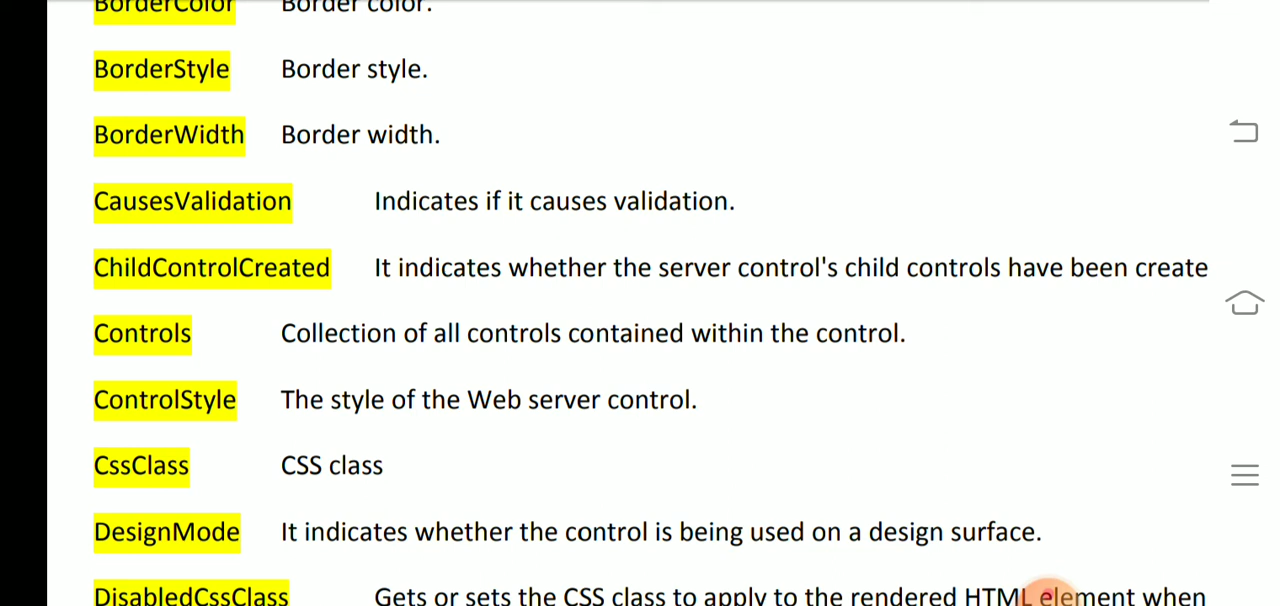 BorderColor Border color.
BorderStyle Border style.
BorderWidth Border width.
CausesValidation Indicates if it causes validation.
ChildControlCreated It indicates whether the server control's child controls have been create
Controls Collection of all controls contained within the control.
ControlStyle The style of the Web server control.
CssClass CSS class
DesignMode It indicates whether the control is being used on a design surface.
DisabledCssClass Gets or sets the CSS class to apply to the rendered HTML element when